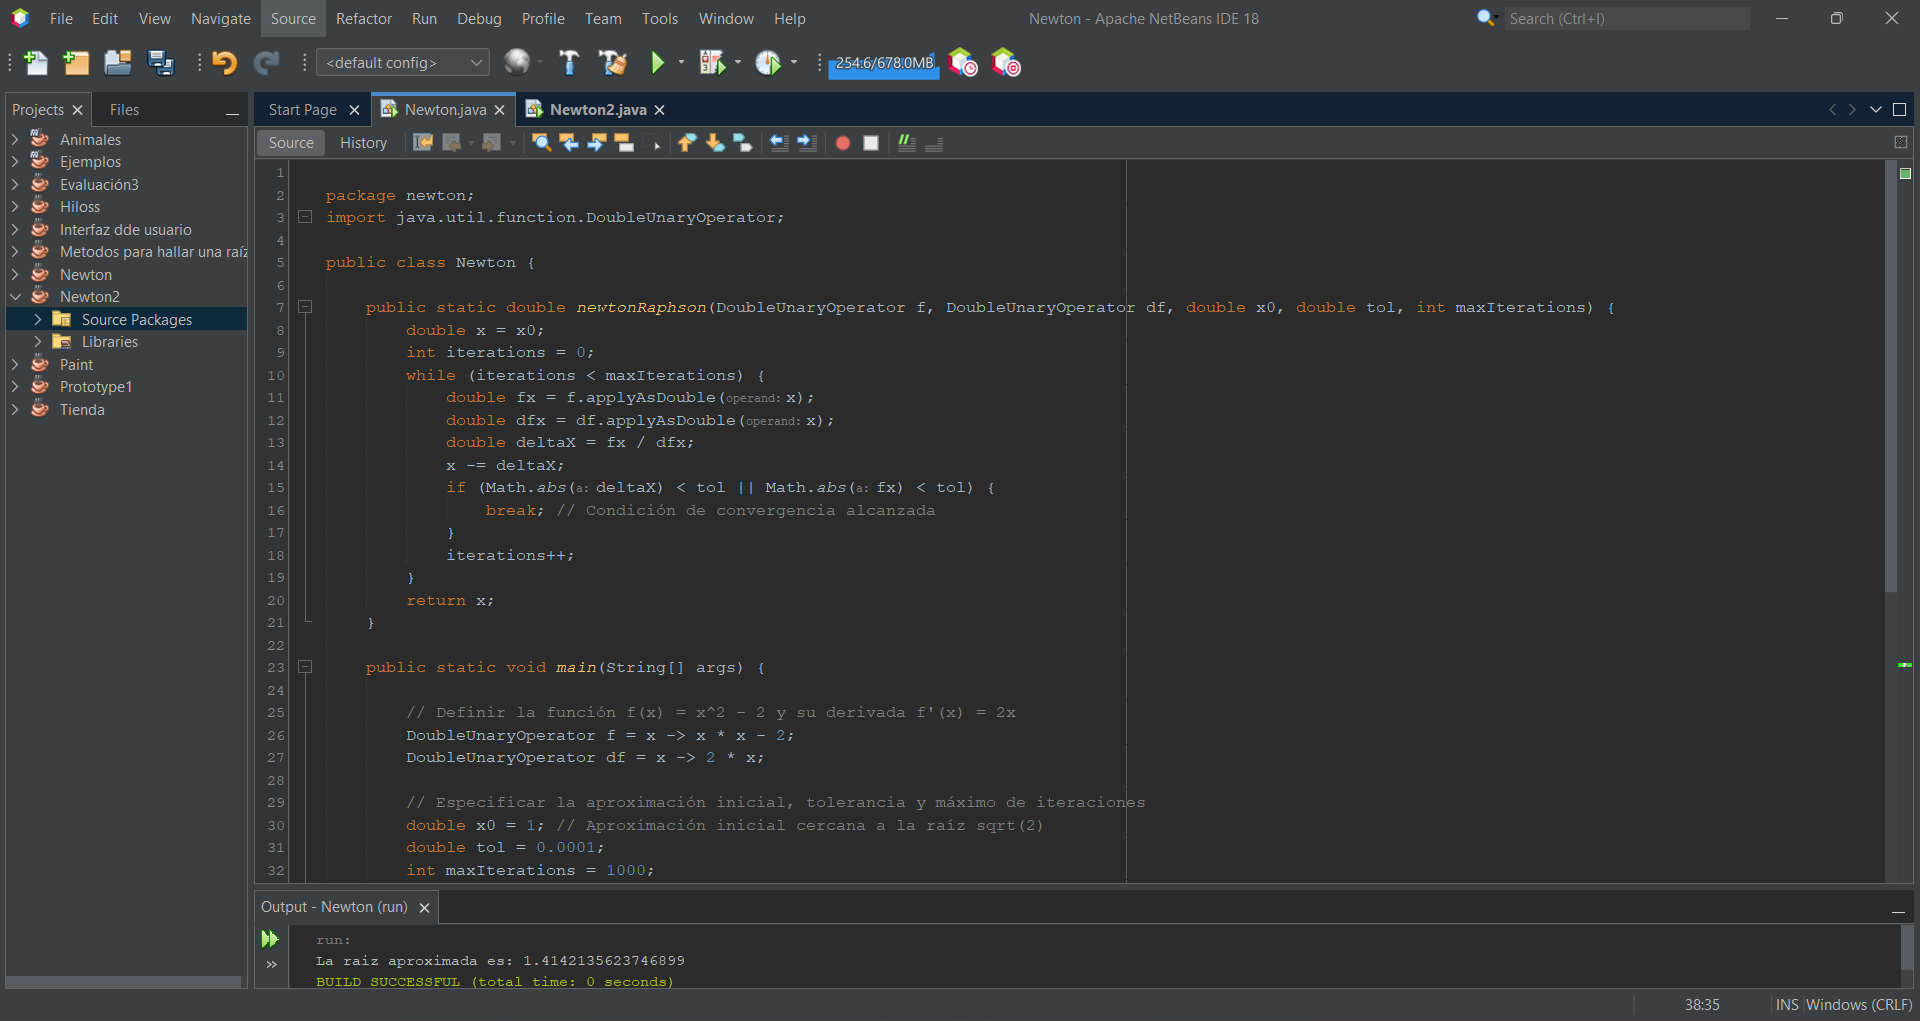 File Edit View Navigate Source Refactor Run Debug Profile Team Tools Window Help Newton - Apache NetBeans IDE 18 Search (Ctrl+I)
<default config> 254.6/678.0MB
Projects Files
Animales
Ejemplos
Evaluación3
Hiloss
Interfaz dde usuario
Metodos para hallar una raíz
Newton
Newton2
Source Packages
Libraries
Paint
Prototype1
Tienda
Start Page Newton.java Newton2.java
Source History
1
2 package newton;
3 import java.util.function.DoubleUnaryOperator;
4
5 public class Newton {
6
7 public static double newtonRaphson(DoubleUnaryOperator f, DoubleUnaryOperator df, double x0, double tol, int maxIterations) {
8 double x = x0;
9 int iterations = 0;
10 while (iterations < maxIterations) {
11 double fx = f.applyAsDouble(operand: x);
12 double dfx = df.applyAsDouble(operand: x);
13 double deltaX = fx / dfx;
14 x -= deltaX;
15 if (Math.abs(a: deltaX) < tol || Math.abs(a: fx) < tol) {
16 break; // Condición de convergencia alcanzada
17 }
18 iterations++;
19 }
20 return x;
21 }
22
23 public static void main(String[] args) {
24
25 // Definir la función f(x) = x^2 - 2 y su derivada f'(x) = 2x
26 DoubleUnaryOperator f = x -> x * x - 2;
27 DoubleUnaryOperator df = x -> 2 * x;
28
29 // Especificar la aproximación inicial, tolerancia y máximo de iteraciones
30 double x0 = 1; // Aproximación inicial cercana a la raíz sqrt(2)
31 double tol = 0.0001;
32 int maxIterations = 1000;
Output - Newton (run)
run:
La raiz aproximada es: 1.4142135623746899
BUILD SUCCESSFUL (total time: 0 seconds)
38:35 INS Windows (CRLF)